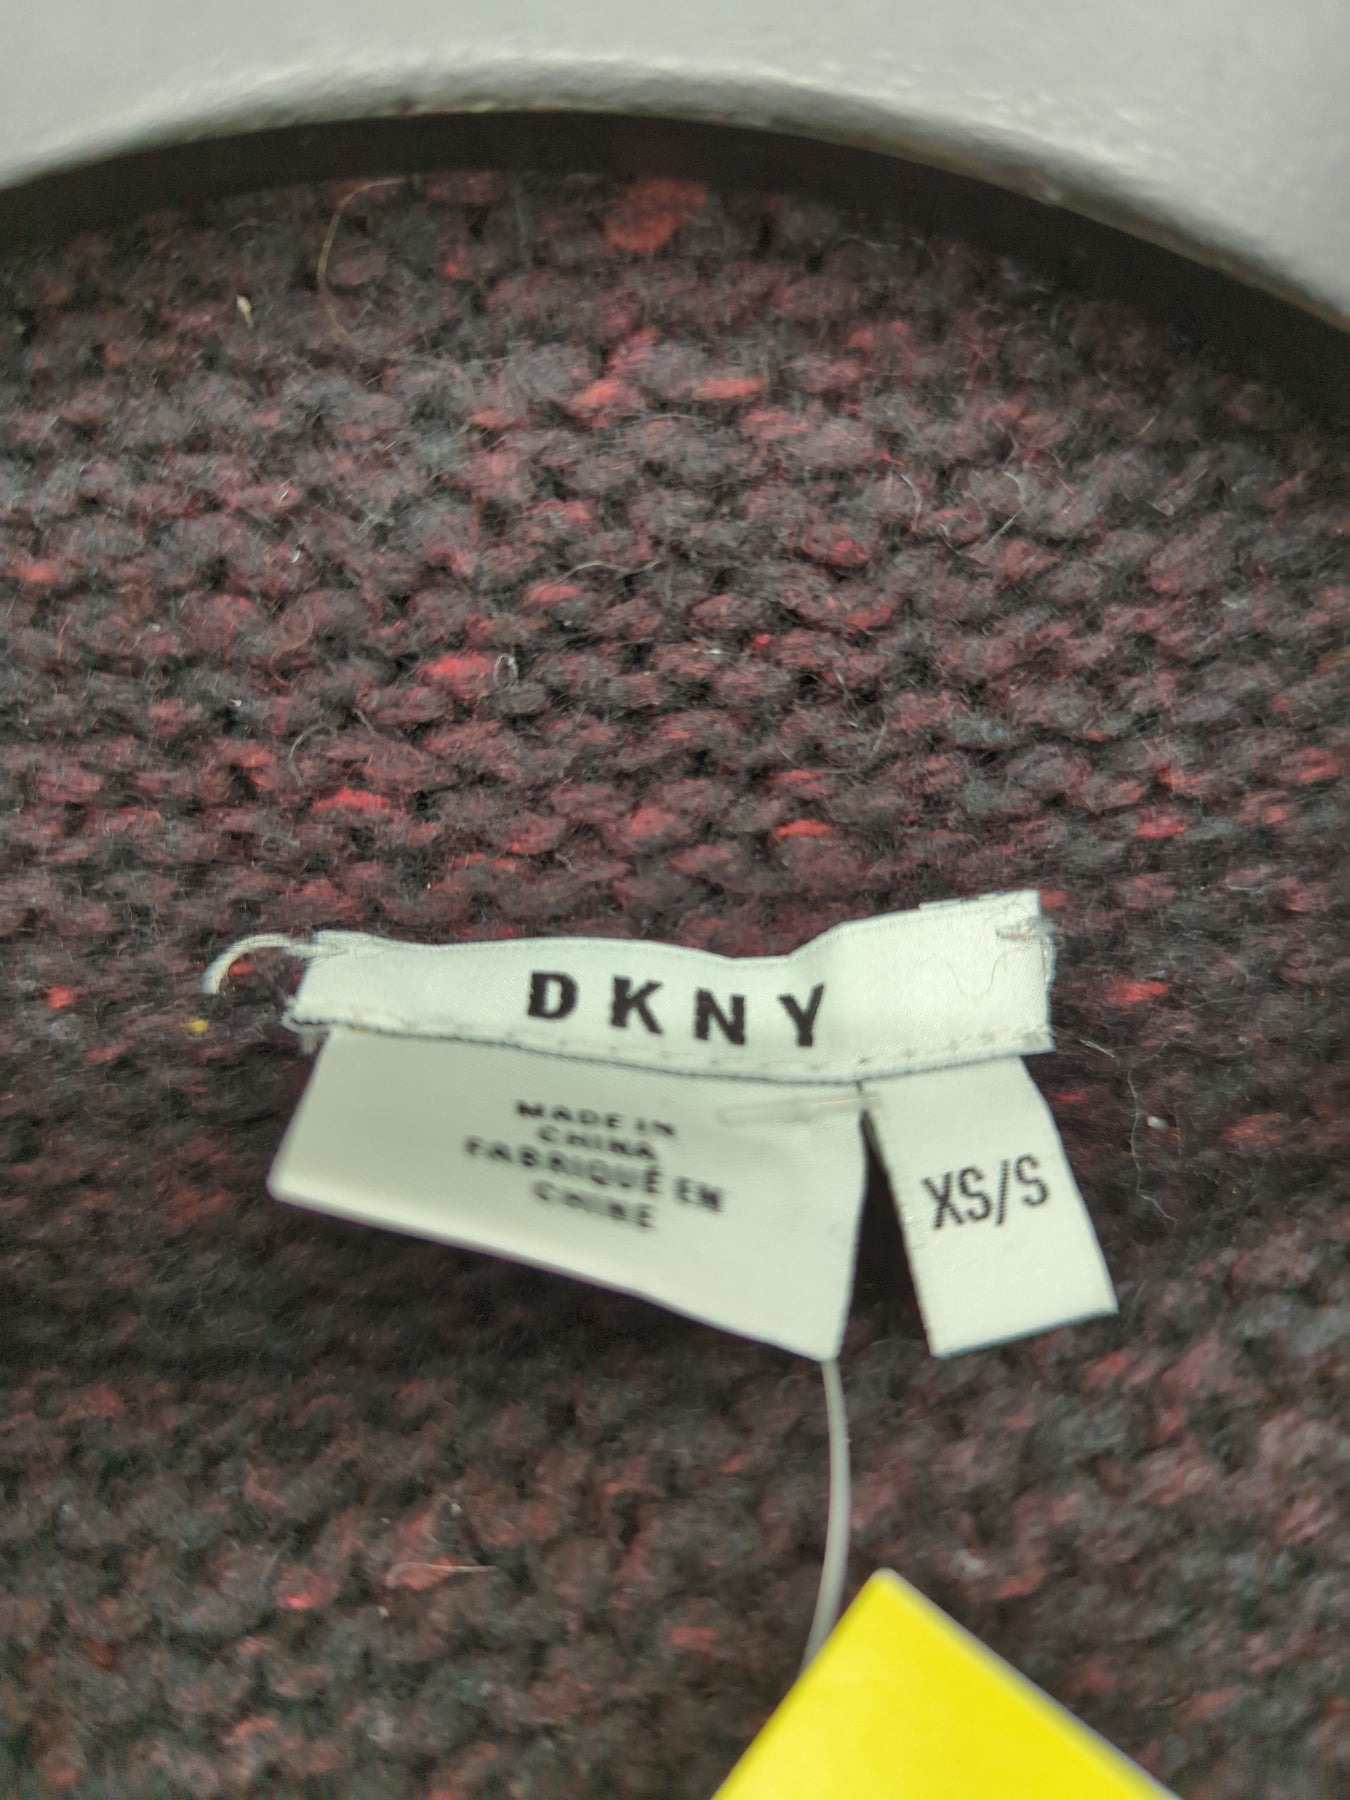 DKNY
MADE IN
CHINA
FABRIQUÉ EN
CHINE
XS/S